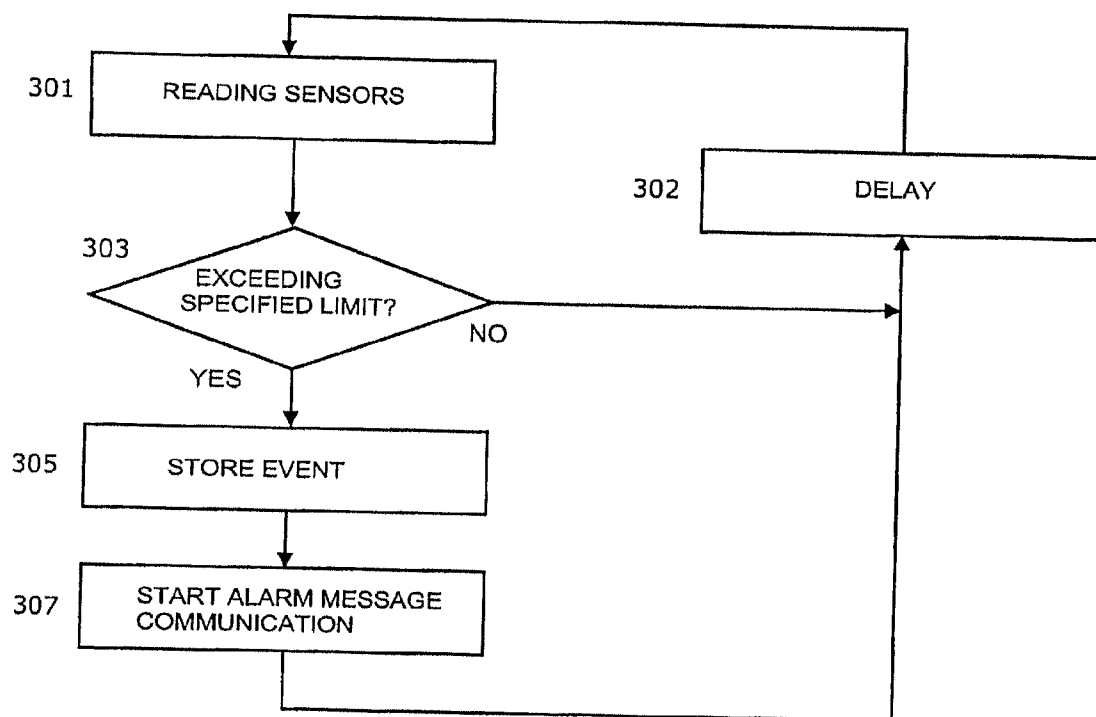 301
READING SENSORS
302
DELAY
303
EXCEEDING
SPECIFIED LIMIT?
NO
YES
305
STORE EVENT
307
START ALARM MESSAGE
COMMUNICATION